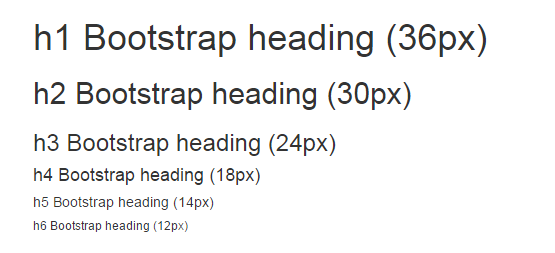 h1 Bootstrap heading (36px)
h2 Bootstrap heading (30px)
h3 Bootstrap heading (24px)
h4 Bootstrap heading (18px)
h5 Bootstrap heading (14px)
h6 Bootstrap heading (12px)